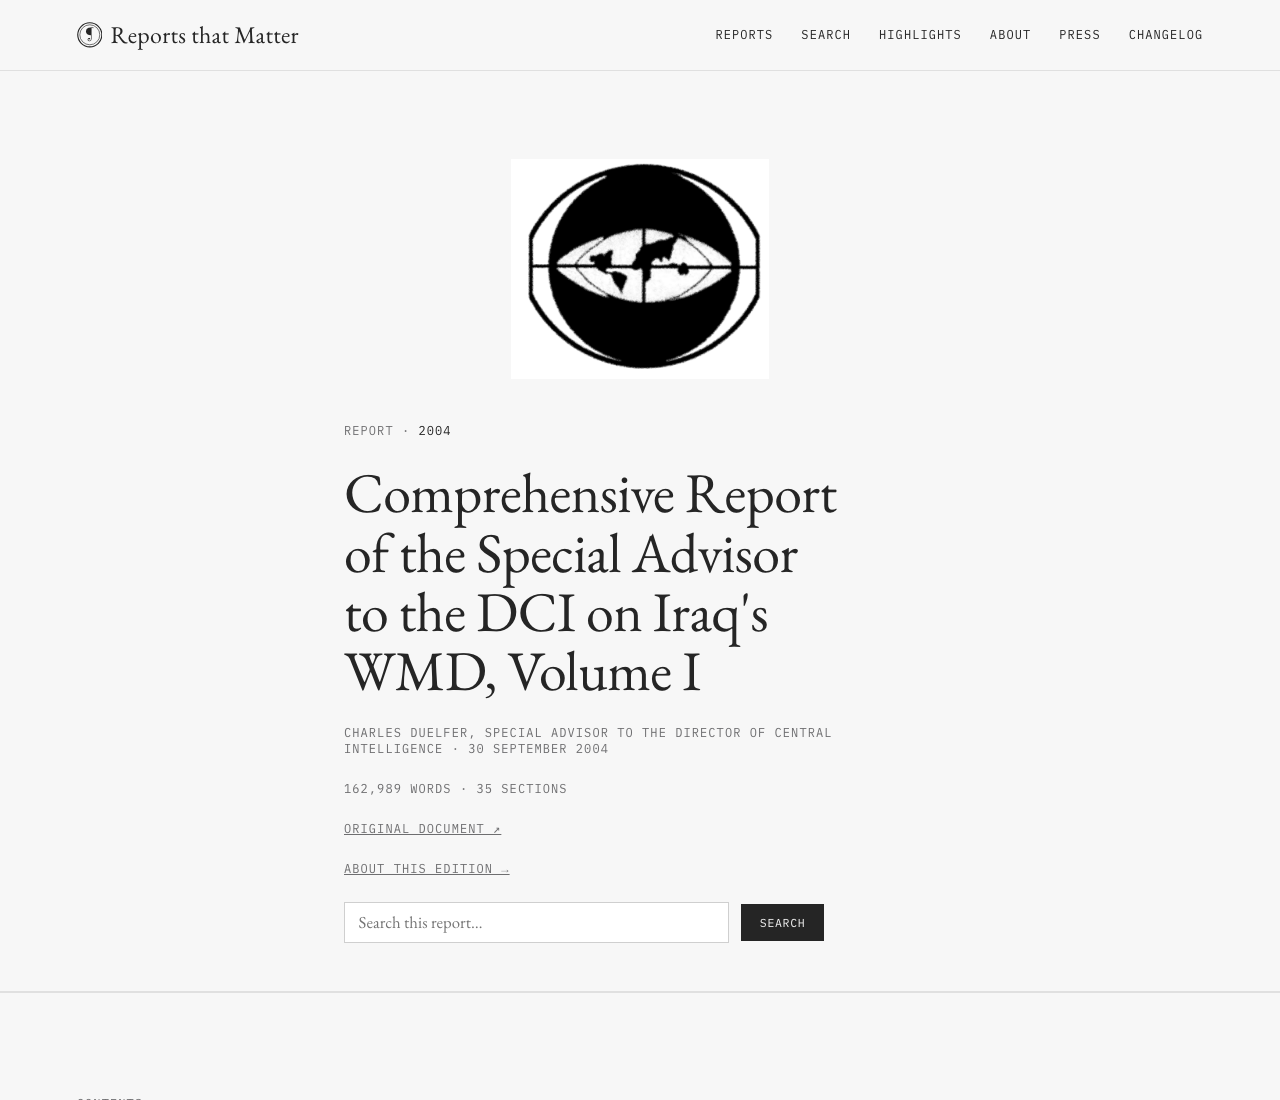 Reports that Matter
REPORTS SEARCH HIGHLIGHTS ABOUT PRESS CHANGELOG
REPORT · 2004
Comprehensive Report
of the Special Advisor
to the DCI on Iraq's
WMD, Volume I
CHARLES DUELFER, SPECIAL ADVISOR TO THE DIRECTOR OF CENTRAL
INTELLIGENCE · 30 SEPTEMBER 2004
162,989 WORDS · 35 SECTIONS
ORIGINAL DOCUMENT ↗
ABOUT THIS EDITION →
Search this report...
SEARCH